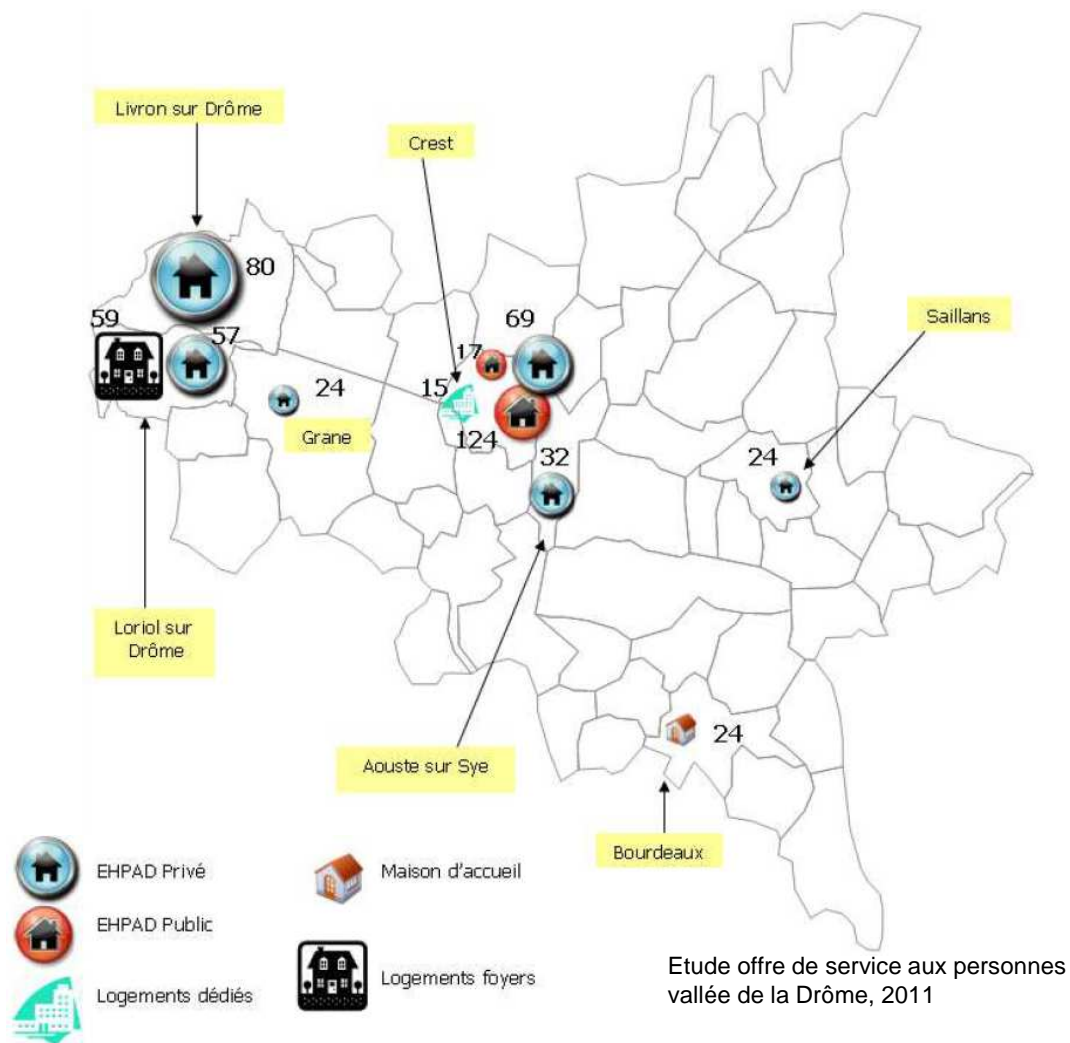 Livron sur Drôme
Crest
80
59
57
69
Saillans
17
24
15
Grane
124
32
24
Loriol sur
Drôme
24
Aouste sur Sye
Bourdeaux
EHPAD Privé
Maison d'accueil
EHPAD Public
Logements foyers
Logements dédiés
Etude offre de service aux personnes
vallée de la Drôme, 2011